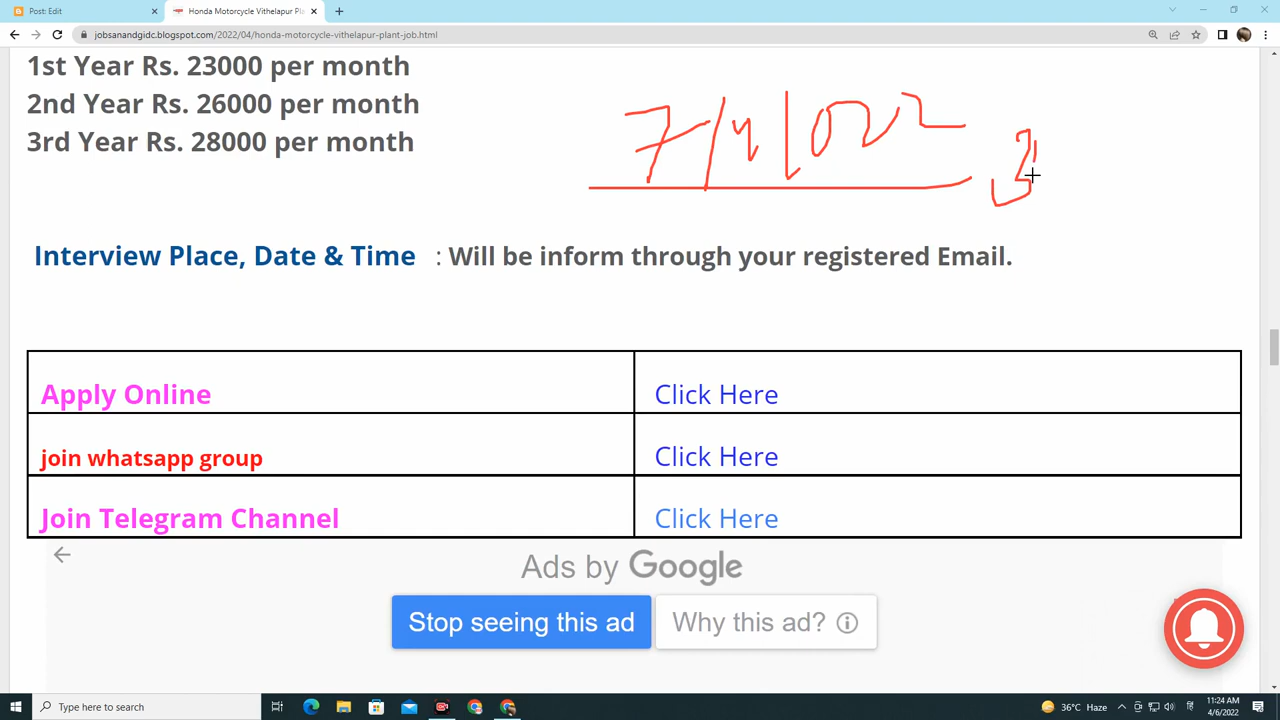 Post: Edit
Honda Motorcycle Vithelapur Pla
jobsanandgidc.blogspot.com/2022/04/honda-motorcycle-vithelapur-plant-job.html
1st Year Rs. 23000 per month
2nd Year Rs. 26000 per month
3rd Year Rs. 28000 per month
Interview Place, Date & Time : Will be inform through your registered Email.
Apply Online Click Here
join whatsapp group Click Here
Join Telegram Channel Click Here
Ads by Google
Stop seeing this ad Why this ad?
Type here to search
36°C Haze
11:24 AM
4/6/2022